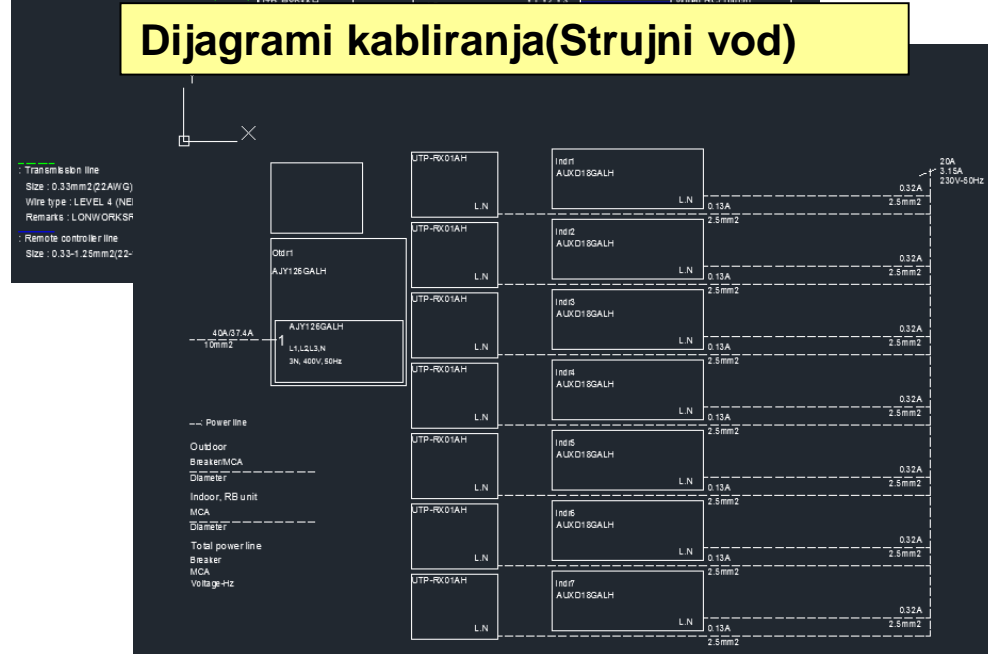 Dijagrami kabliranja(Strujni vod)
: Transmission line
Size : 0.33mm2(22AWG)
Wire type : LEVEL 4 (NE
Remarks : LONWORKS
: Remote controller line
Size : 0.33-1.25mm2(22-
Otdr1
AJY126GALH
AJY126GALH
1
L1,L2,L3,N
3N, 400V, 50Hz
40A/37.4A
10mm2
---: Power line
Outdoor
Breaker/MCA
Diameter
Indoor, RB unit
MCA
Diameter
Total power line
Breaker
MCA
Voltage-Hz
20A
3.15A
230V-50Hz
UTP-RX01AH
L.N
Indr1
AUXD18GALH
L.N
0.32A
2.5mm2
0.13A
2.5mm2
UTP-RX01AH
L.N
Indr2
AUXD18GALH
L.N
0.32A
2.5mm2
0.13A
2.5mm2
UTP-RX01AH
L.N
Indr3
AUXD18GALH
L.N
0.32A
2.5mm2
0.13A
2.5mm2
UTP-RX01AH
L.N
Indr4
AUXD18GALH
L.N
0.32A
2.5mm2
0.13A
2.5mm2
UTP-RX01AH
L.N
Indr5
AUXD18GALH
L.N
0.32A
2.5mm2
0.13A
2.5mm2
UTP-RX01AH
L.N
Indr6
AUXD18GALH
L.N
0.32A
2.5mm2
0.13A
2.5mm2
UTP-RX01AH
L.N
Indr7
AUXD18GALH
L.N
0.32A
2.5mm2
0.13A
2.5mm2